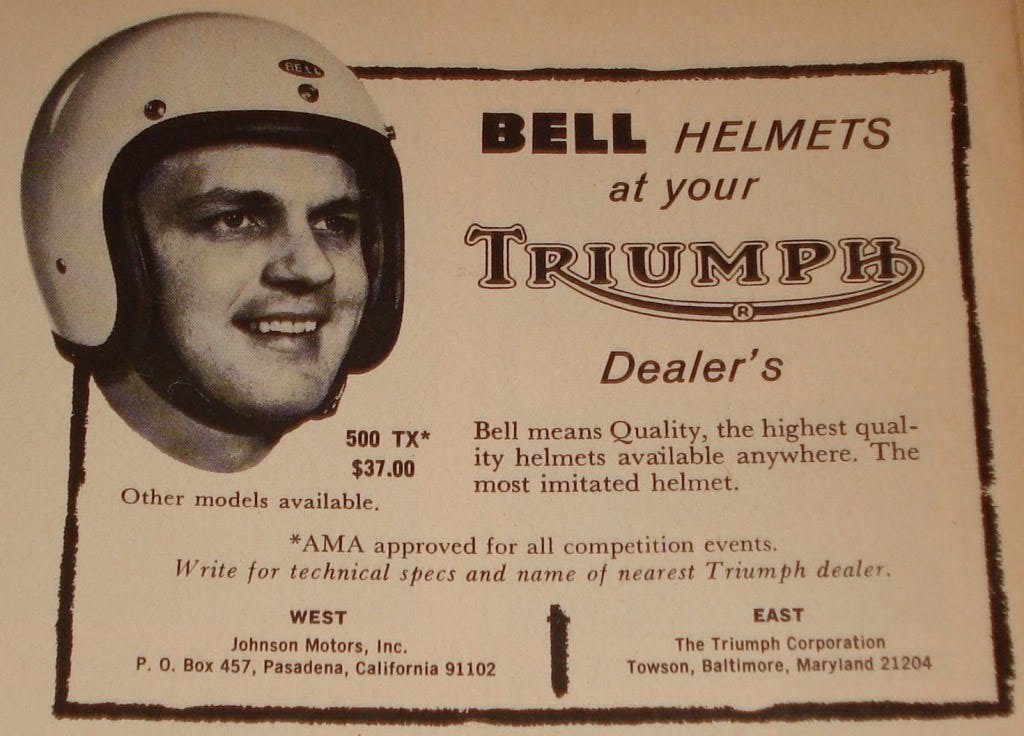 BELL
BELL HELMETS
at your
TRIUMPH
R
Dealer's
500 TX*
$37.00
Other models available.
Bell means Quality, the highest qual-
ity helmets available anywhere. The
most imitated helmet.
*AMA approved for all competition events.
Write for technical specs and name of nearest Triumph dealer.
WEST
Johnson Motors, Inc.
P. O. Box 457, Pasadena, California 91102
EAST
The Triumph Corporation
Towson, Baltimore, Maryland 21204